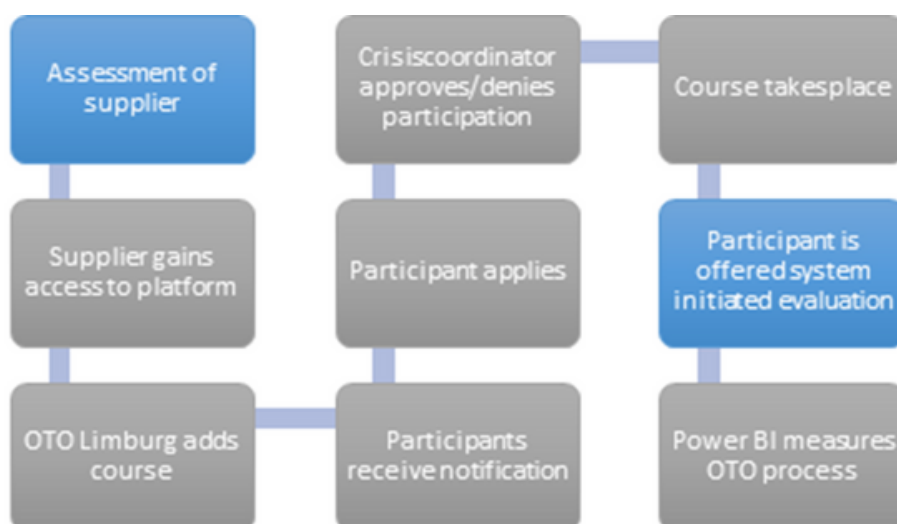 Assessment of
supplier
Supplier gains
access to platform
OTO Limburg adds
course
Participants
receive notification
Participant applies
Crisiscoordinator
approves/denies
participation
Course takesplace
Participant is
offered system
initiated evaluation
Power BI measures
OTO process